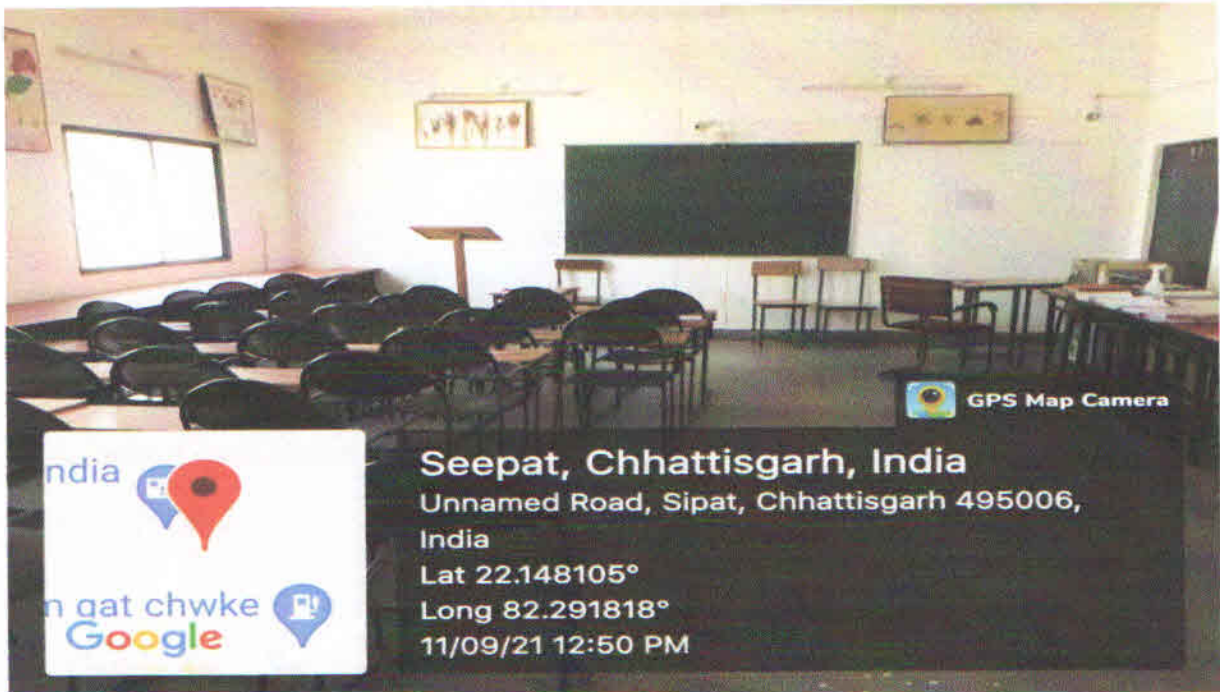 GPS Map Camera
Seepat, Chhattisgarh, India
Unnamed Road, Sipat, Chhattisgarh 495006,
India
Lat 22.148105°
Long 82.291818°
11/09/21 12:50 PM
ndia
n gat chwke
Google